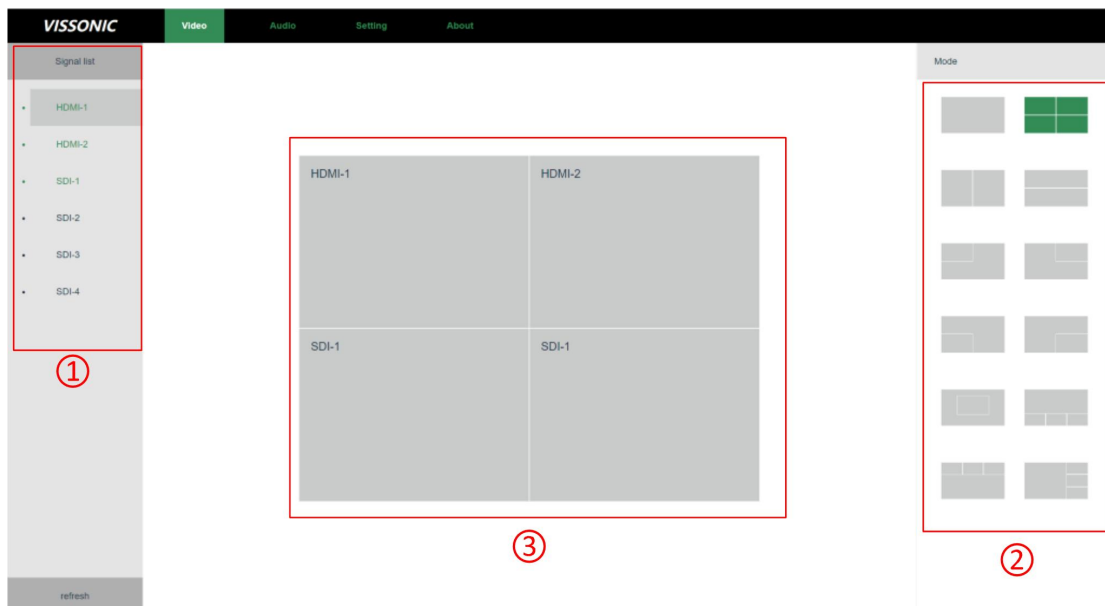 VISSONIC Video Audio Setting About
Signal list
HDMI-1
HDMI-2
SDI-1
SDI-2
SDI-3
SDI-4
①
refresh
HDMI-1 HDMI-2
SDI-1 SDI-1
③
Mode
②